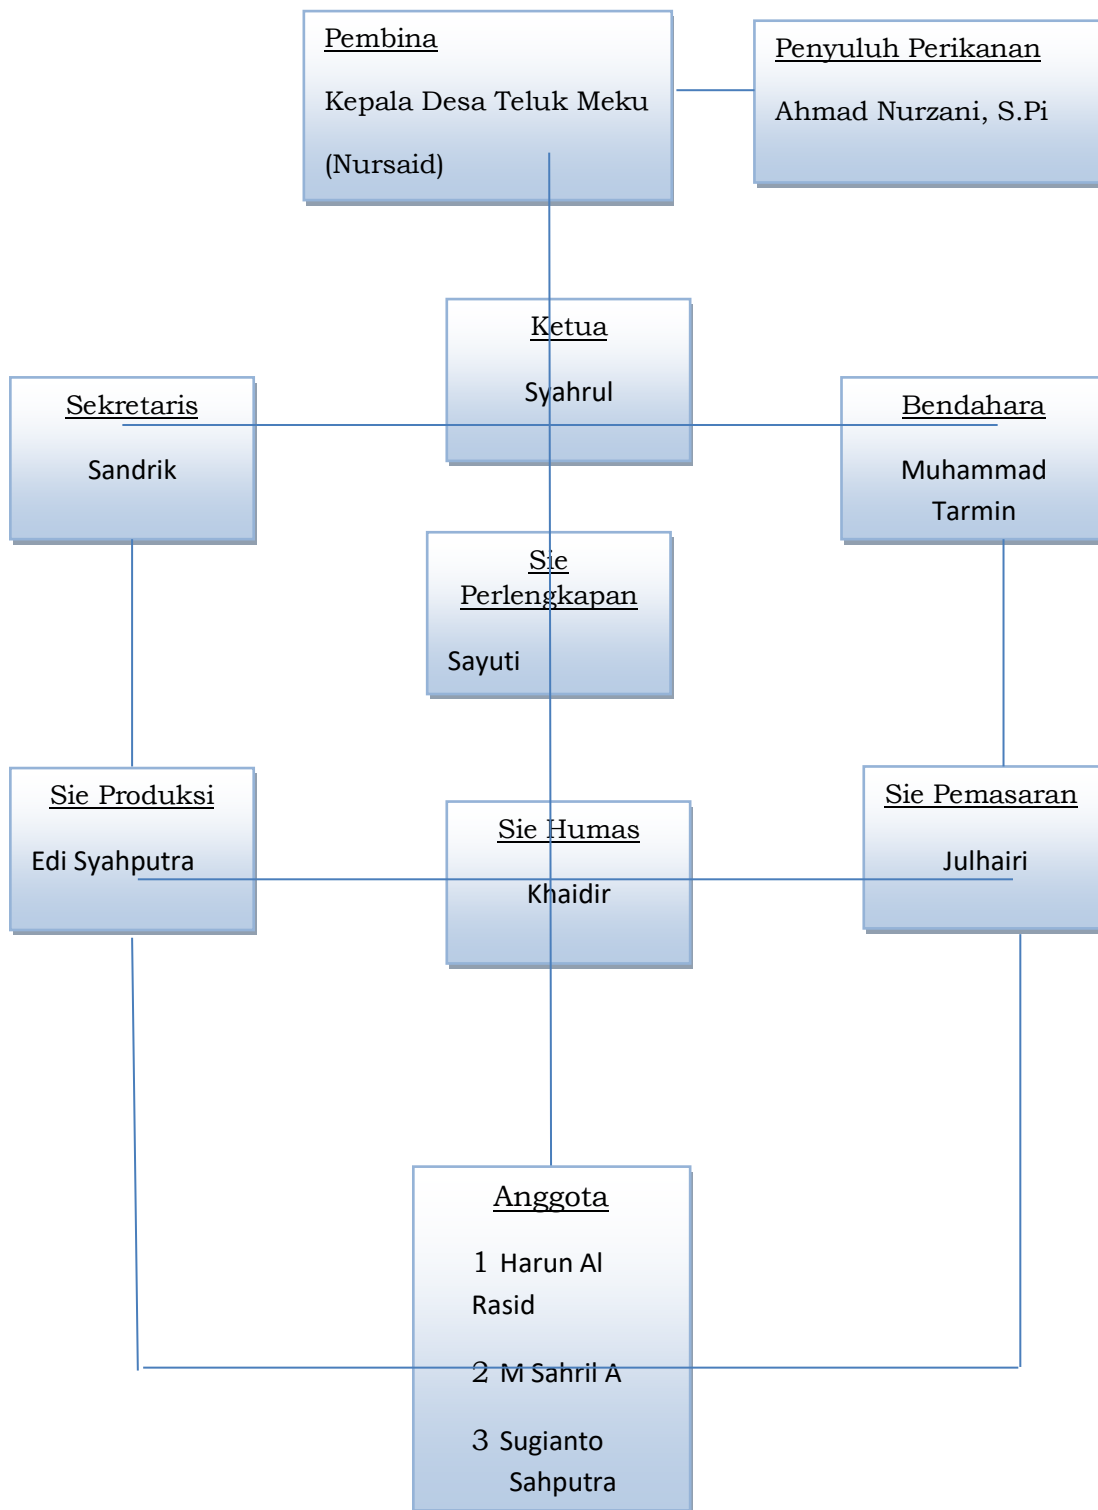 Pembina
Kepala Desa Teluk Meku
(Nursaid)
Penyuluh Perikanan
Ahmad Nurzani, S.Pi
Ketua
Syahrul
Sekretaris
Sandrik
Bendahara
Muhammad
Tarmin
Sie
Perlengkapan
Sayuti
Sie Produksi
Edi Syahputra
Sie Humas
Khaidir
Sie Pemasaran
Julhairi
Anggota
1 Harun Al
Rasid
2 M Sahril A
3 Sugianto
Sahputra